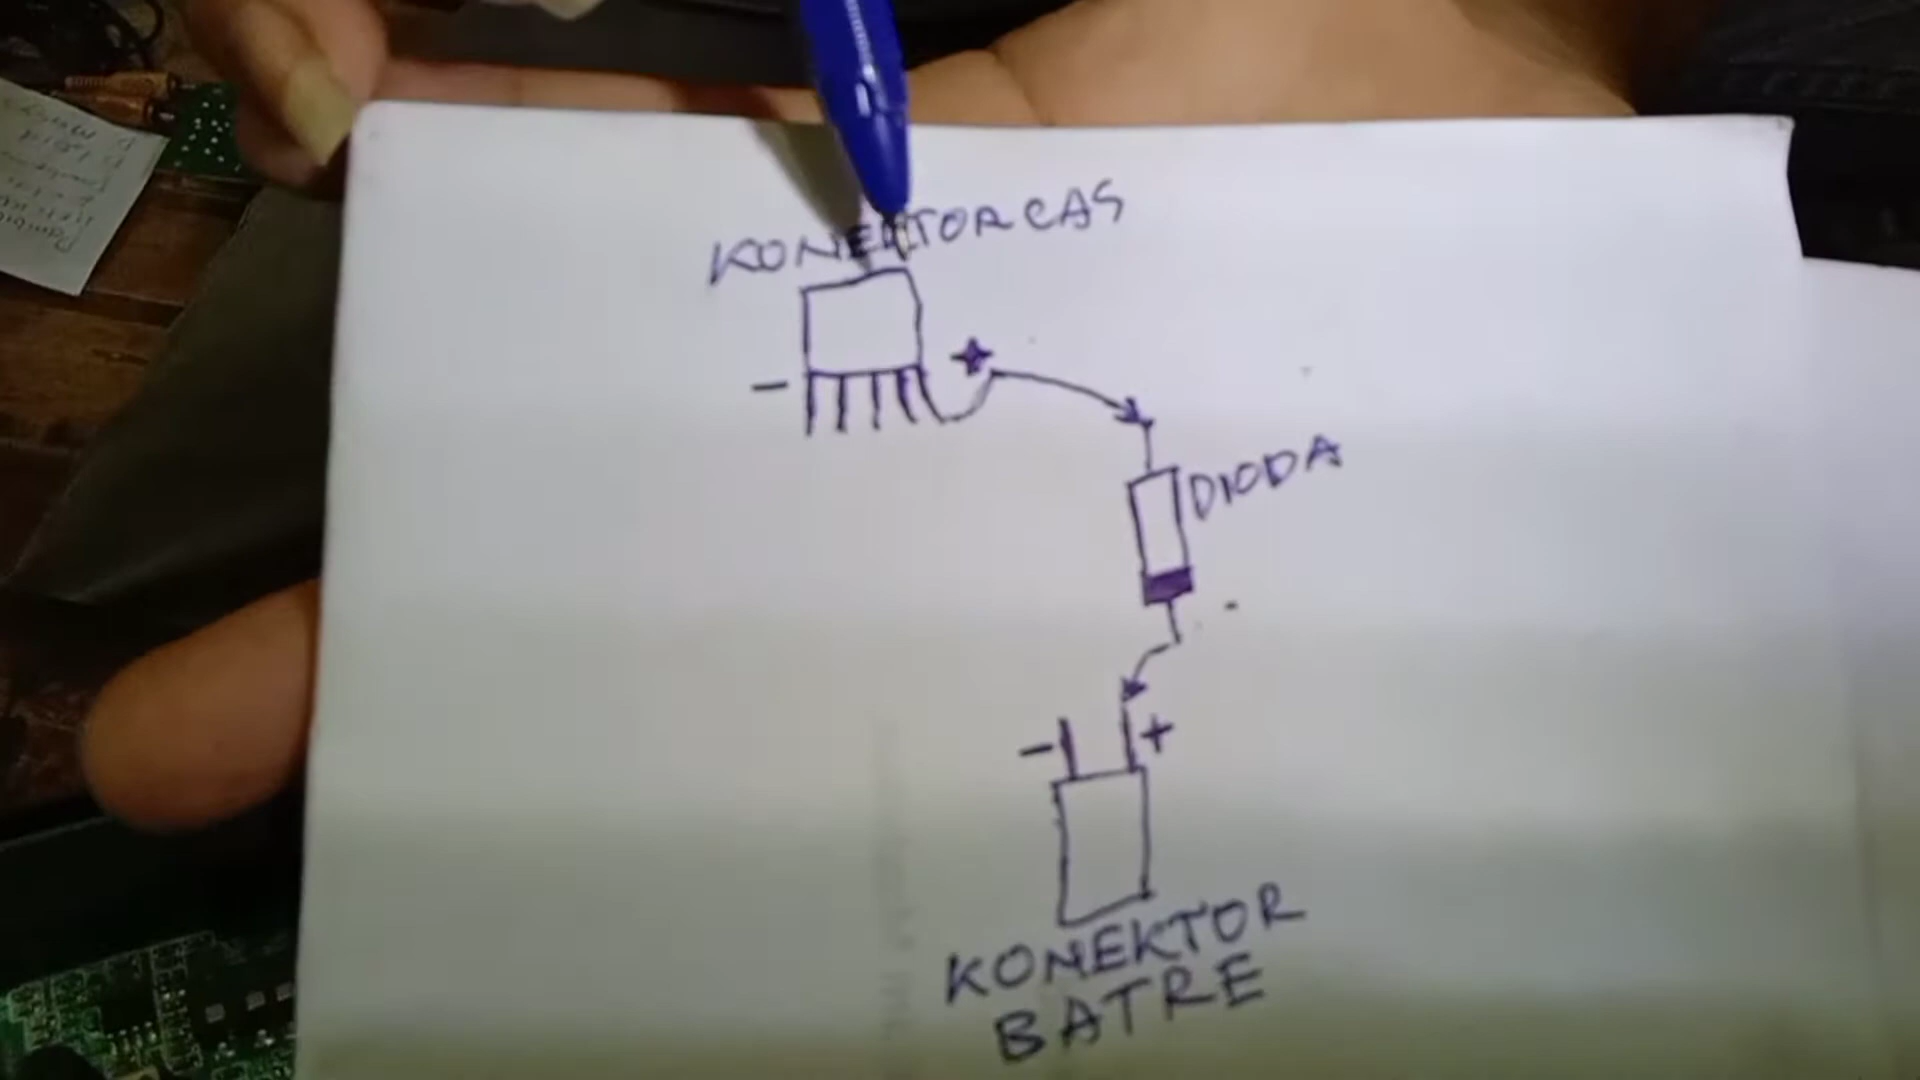 KONEKTOR CAS
- +
DIODA
- +
KONEKTOR
BATRE